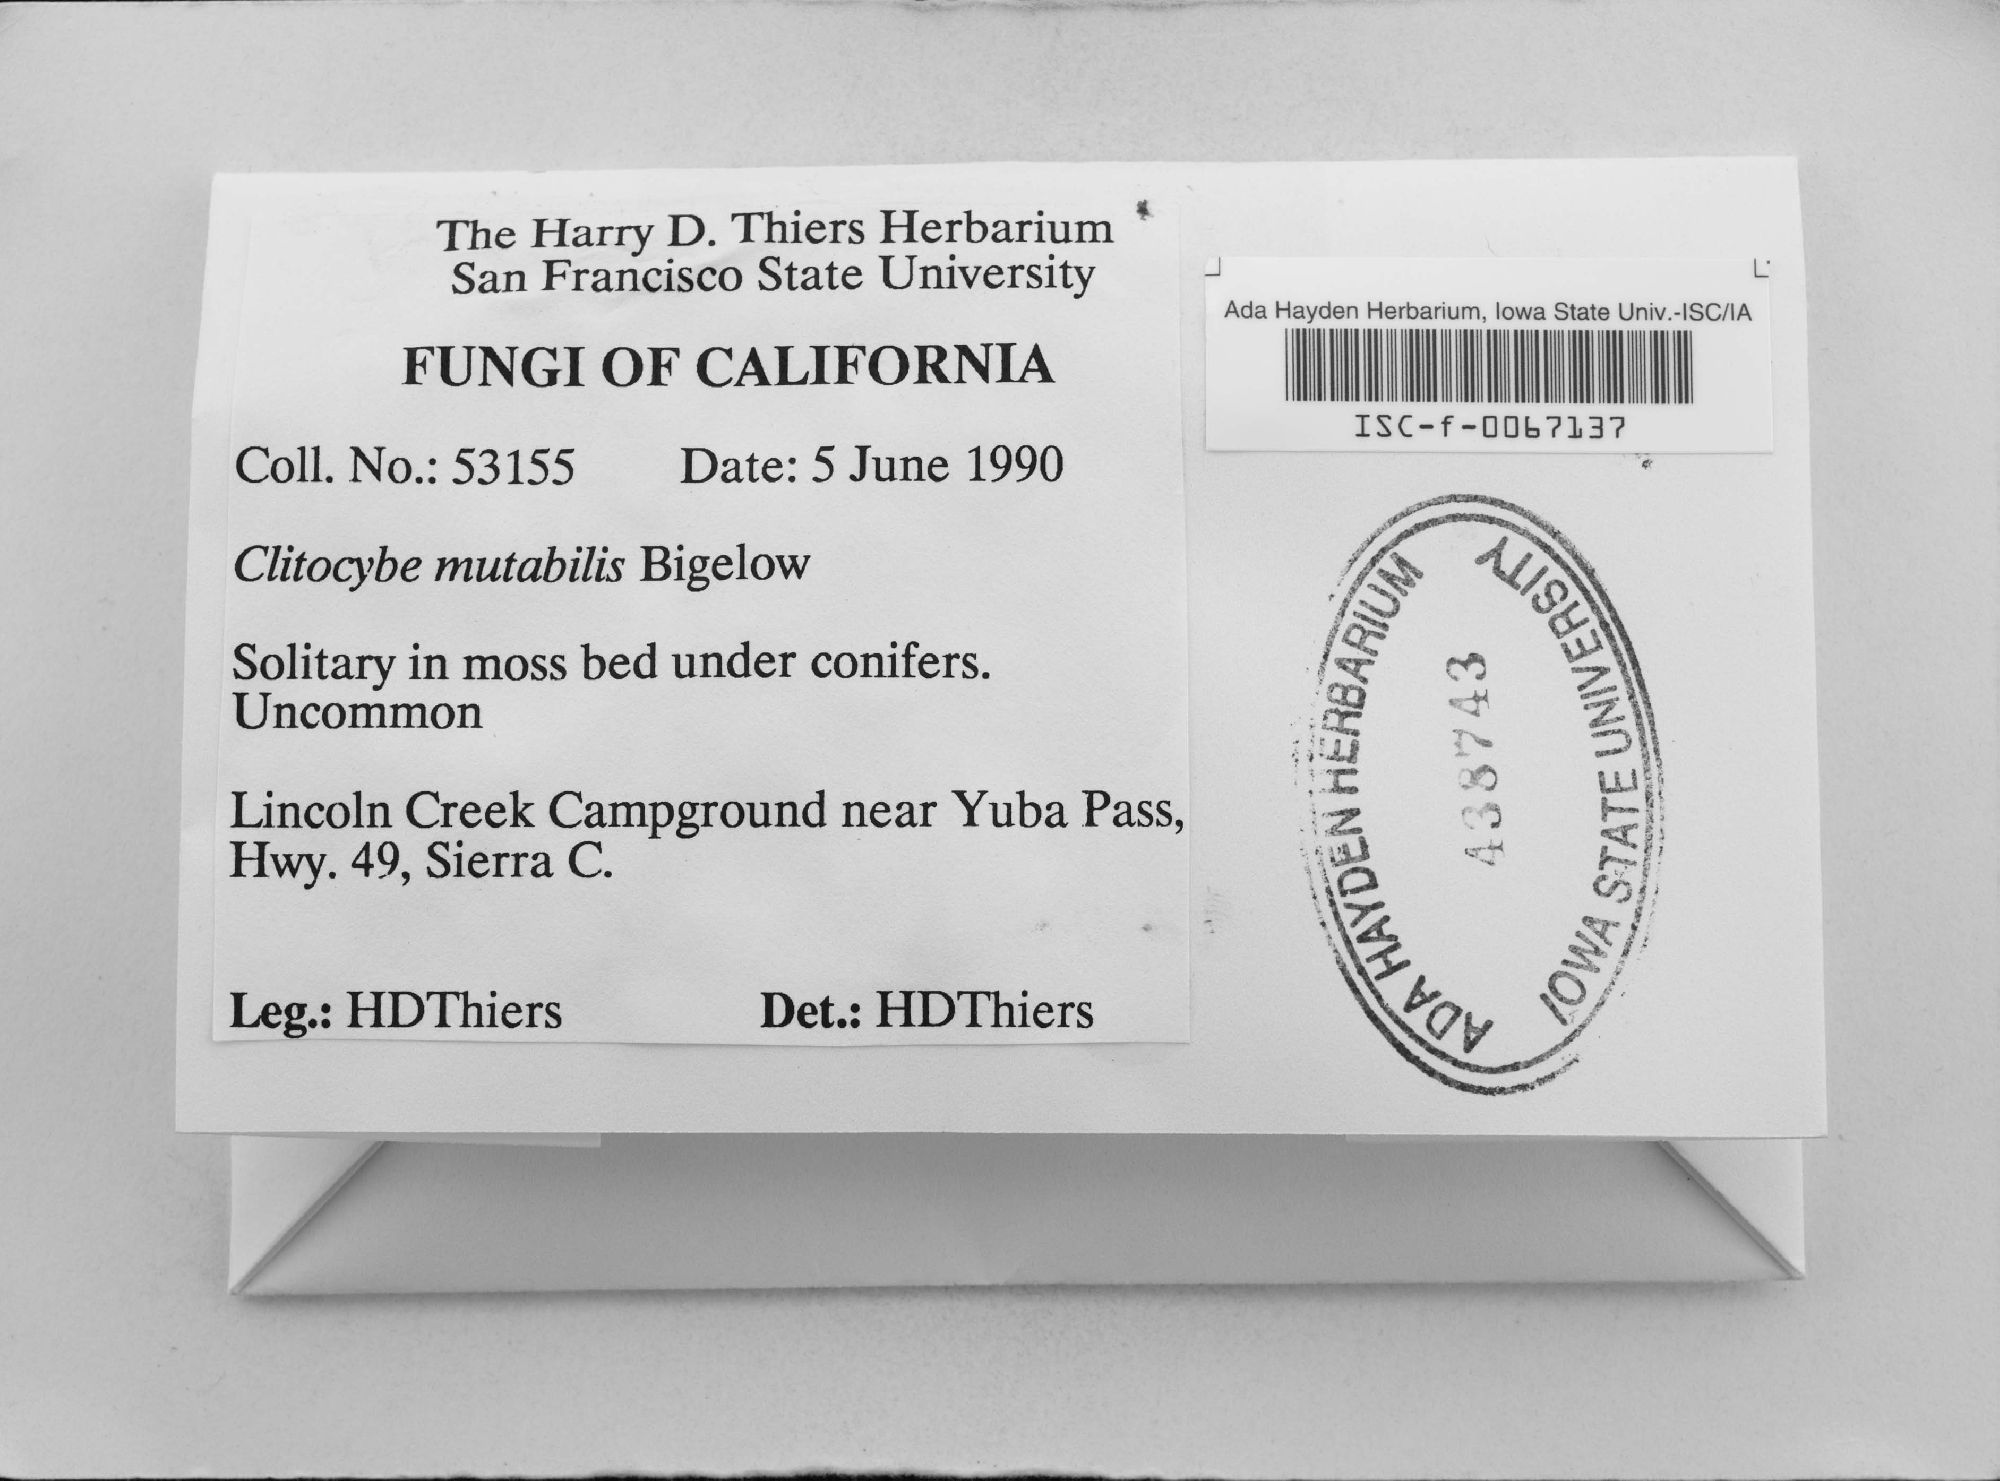 The Harry D. Thiers Herbarium
San Francisco State University
FUNGI OF CALIFORNIA
Coll. No.: 53155 Date: 5 June 1990
Clitocybe mutabilis Bigelow
Solitary in moss bed under conifers.
Uncommon
Lincoln Creek Campground near Yuba Pass,
Hwy. 49, Sierra C.
Leg.: HDThiers Det.: HDThiers
Ada Hayden Herbarium, Iowa State Univ.-ISC/IA
ISC-f-0067137
ADA HAYDEN HERBARIUM
438743
IOWA STATE UNIVERSITY